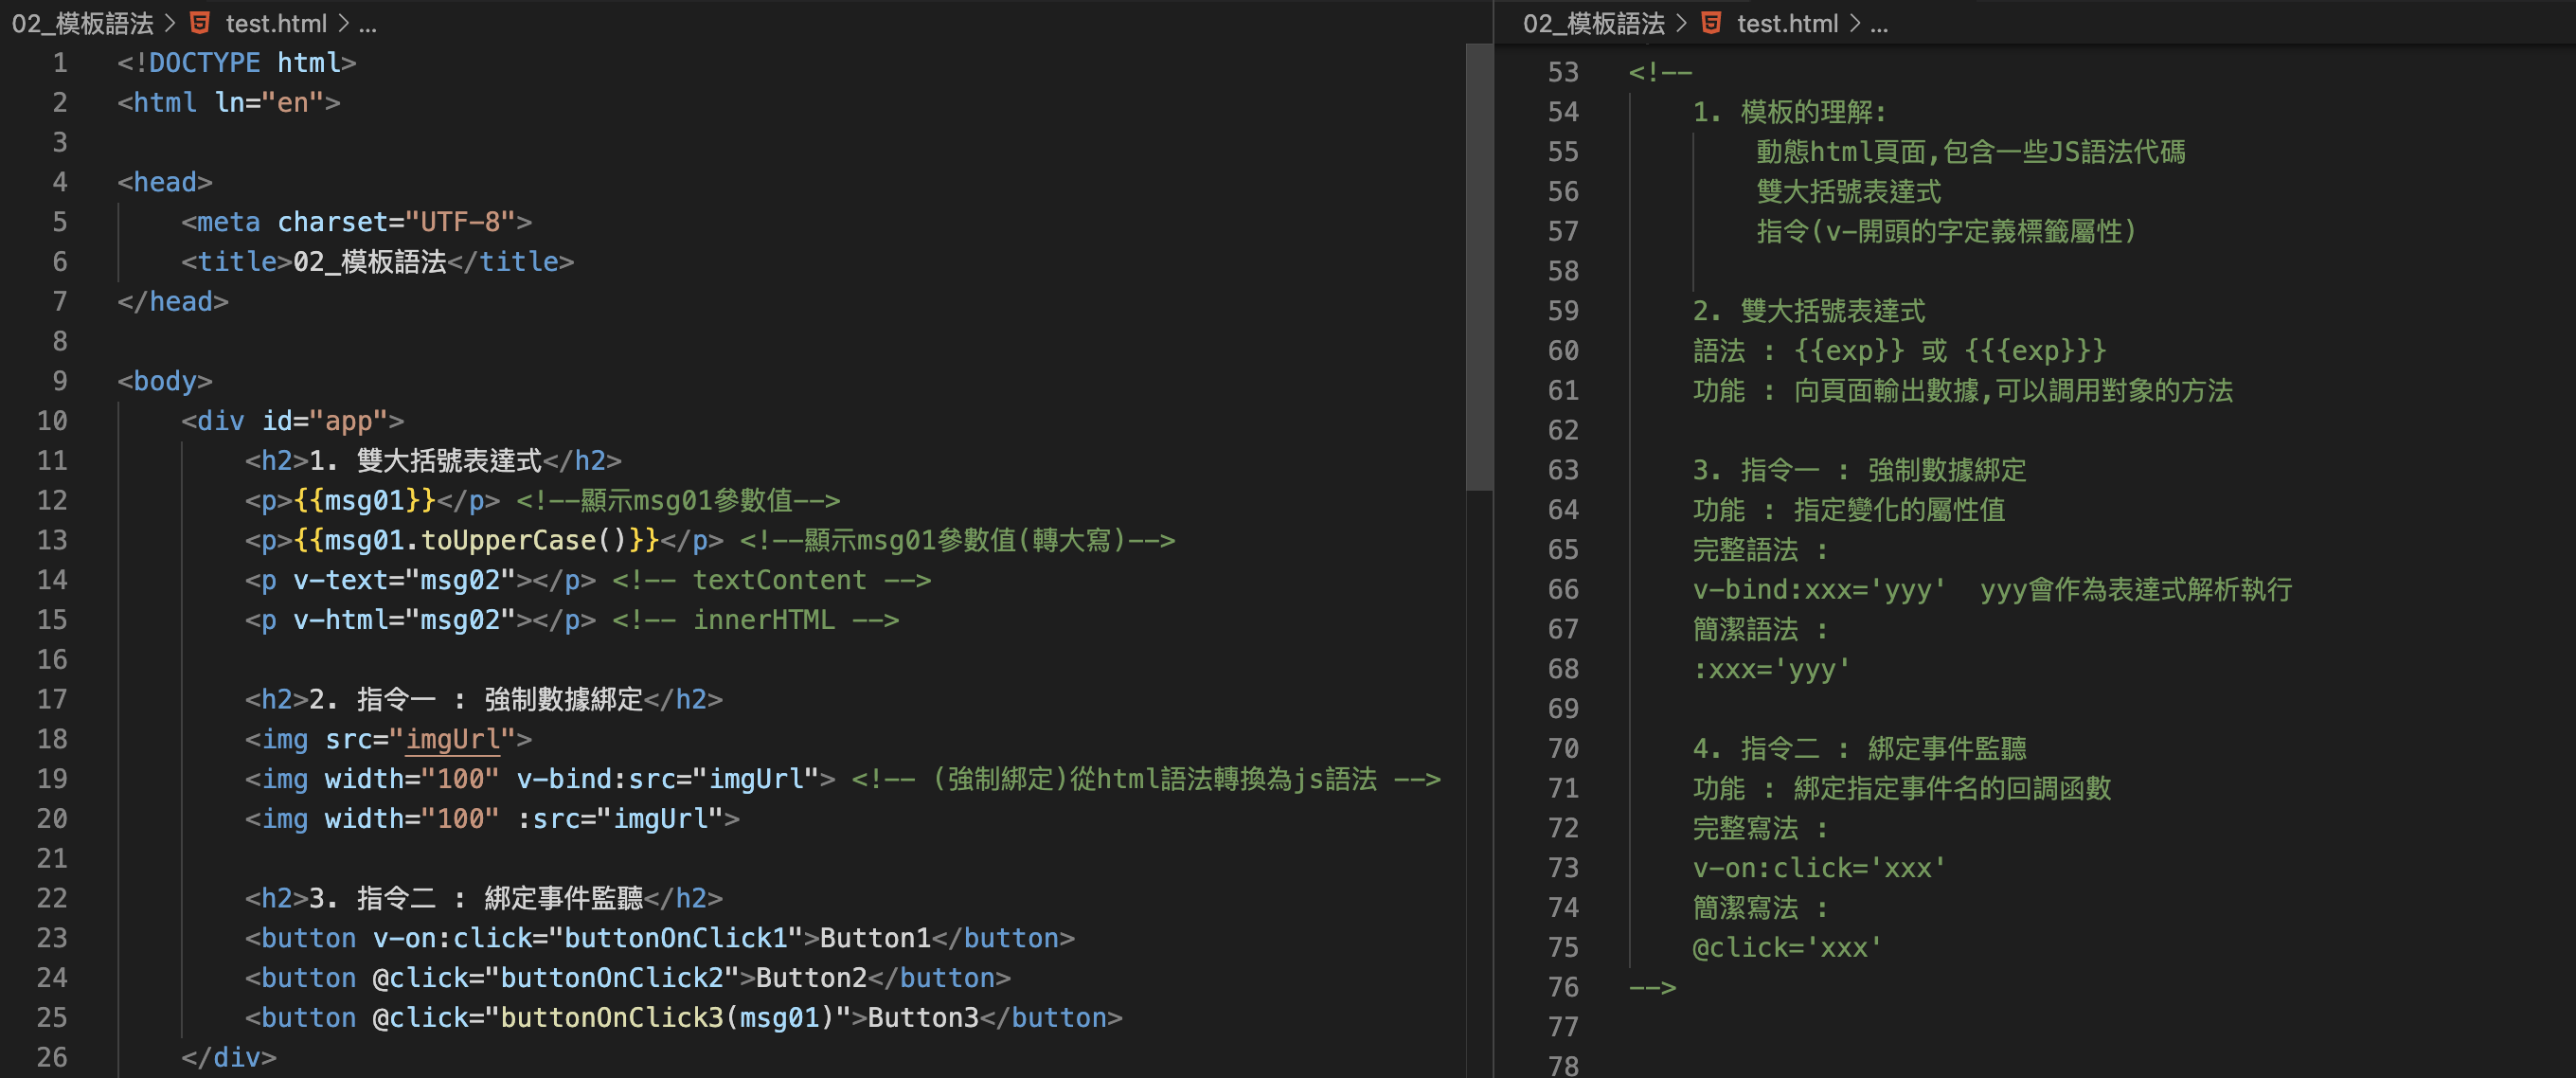 02_模板語法 > test.html > ...
1 <!DOCTYPE html>
2 <html ln="en">
3
4 <head>
5 <meta charset="UTF-8">
6 <title>02_模板語法</title>
7 </head>
8
9 <body>
10 <div id="app">
11 <h2>1. 雙大括號表達式</h2>
12 <p>{{msg01}}</p> <!--顯示msg01參數值-->
13 <p>{{msg01.toUpperCase()}}</p> <!--顯示msg01參數值(轉大寫)-->
14 <p v-text="msg02"></p> <!-- textContent -->
15 <p v-html="msg02"></p> <!-- innerHTML -->
16
17 <h2>2. 指令一 : 強制數據綁定</h2>
18 <img src="imgUrl">
19 <img width="100" v-bind:src="imgUrl"> <!-- (強制綁定)從html語法轉換為js語法 -->
20 <img width="100" :src="imgUrl">
21
22 <h2>3. 指令二 : 綁定事件監聽</h2>
23 <button v-on:click="buttonOnClick1">Button1</button>
24 <button @click="buttonOnClick2">Button2</button>
25 <button @click="buttonOnClick3(msg01)">Button3</button>
26 </div>
02_模板語法 > test.html > ...
53 <!--
54 1. 模板的理解:
55 動態html頁面,包含一些JS語法代碼
56 雙大括號表達式
57 指令(v-開頭的字定義標籤屬性)
58
59 2. 雙大括號表達式
60 語法 : {{exp}} 或 {{{exp}}}
61 功能 : 向頁面輸出數據,可以調用對象的方法
62
63 3. 指令一 : 強制數據綁定
64 功能 : 指定變化的屬性值
65 完整語法 :
66 v-bind:xxx='yyy'  yyy會作為表達式解析執行
67 簡潔語法 :
68 :xxx='yyy'
69
70 4. 指令二 : 綁定事件監聽
71 功能 : 綁定指定事件名的回調函數
72 完整寫法 :
73 v-on:click='xxx'
74 簡潔寫法 :
75 @click='xxx'
76 -->
77
78